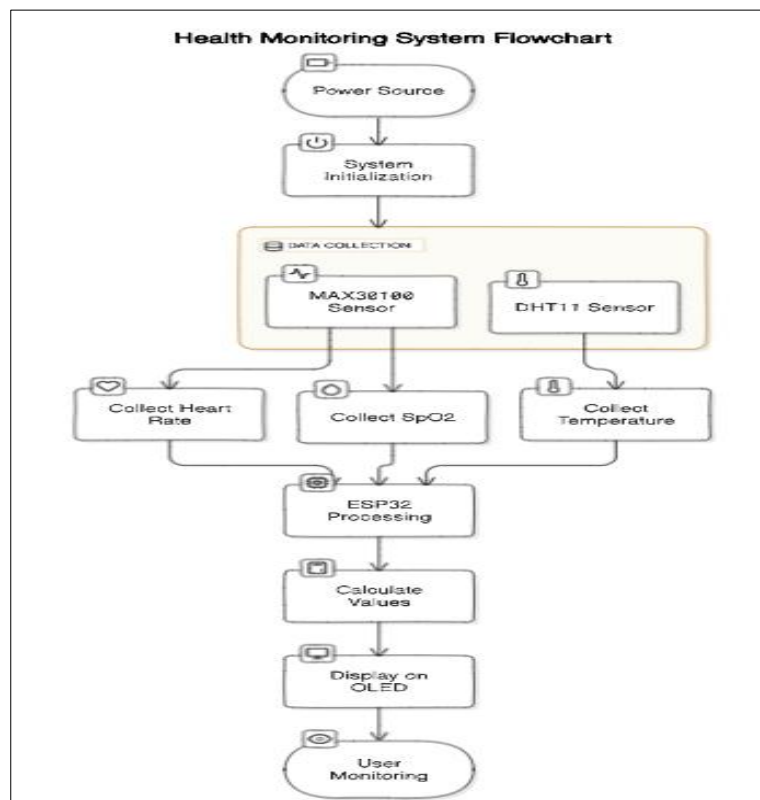 Health Monitoring System Flowchart
Power Source
System
Initialization
DATA COLLECTION
MAX30100
Sensor
DHT11 Sensor
Collect Heart
Rate
Collect SpO2
Collect
Temperature
ESP32
Processing
Calculate
Values
Display on
OLED
User
Monitoring